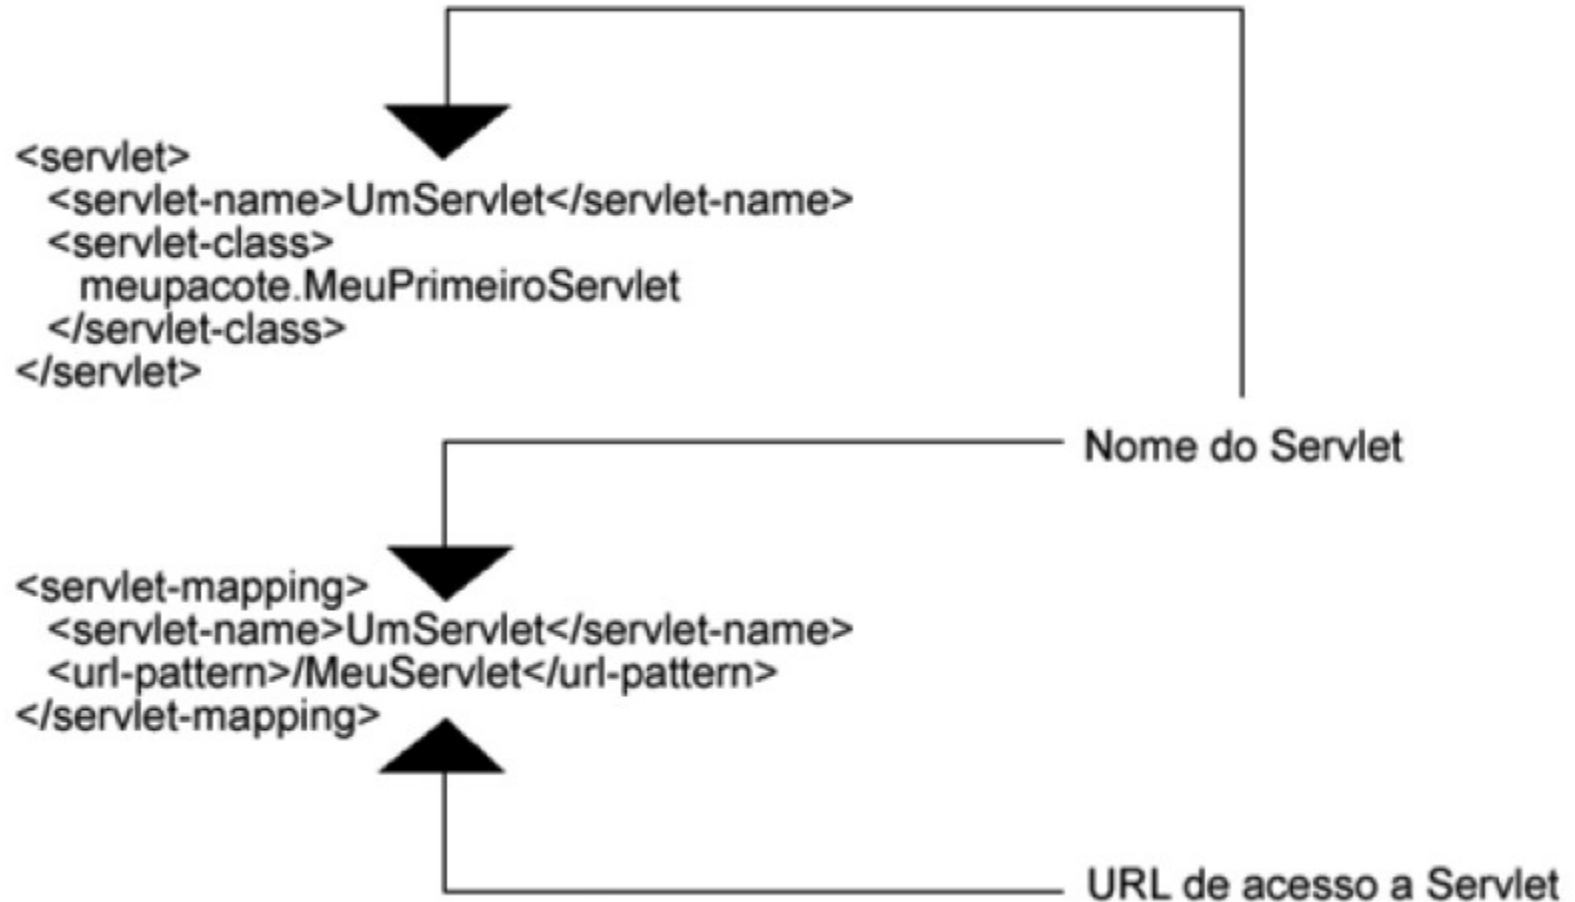 <servlet>
<servlet-name>UmServlet</servlet-name>
<servlet-class>
meupacote.MeuPrimeiroServlet
</servlet-class>
</servlet>
Nome do Servlet
<servlet-mapping>
<servlet-name>UmServlet</servlet-name>
<url-pattern>/MeuServlet</url-pattern>
</servlet-mapping>
URL de acesso a Servlet